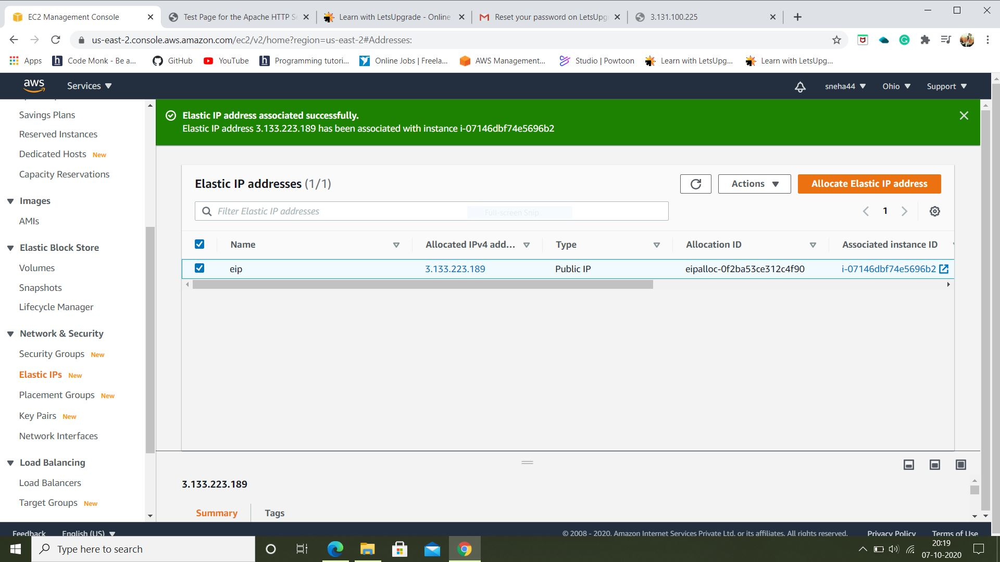 EC2 Management Console
Test Page for the Apache HTTP S
Learn with LetsUpgrade - Online
Reset your password on LetsUpg
3.131.100.225
us-east-2.console.aws.amazon.com/ec2/v2/home?region=us-east-2#Addresses:
Apps
Code Monk - Be a...
GitHub
YouTube
Programming tutori...
Online Jobs | Freela...
AWS Management...
Studio | Powtoon
Learn with LetsUpg...
Learn with LetsUpg...
aws
Services
sneha44
Ohio
Support
Savings Plans
Reserved Instances
Dedicated Hosts New
Capacity Reservations
Images
AMIs
Elastic Block Store
Volumes
Snapshots
Lifecycle Manager
Network & Security
Security Groups New
Elastic IPs New
Placement Groups New
Key Pairs New
Network Interfaces
Load Balancing
Load Balancers
Target Groups New
Elastic IP address associated successfully.
Elastic IP address 3.133.223.189 has been associated with instance i-07146dbf74e5696b2
Elastic IP addresses (1/1)
Actions
Allocate Elastic IP address
Filter Elastic IP addresses
Full-screen Snip
1
Name
Allocated IPv4 add...
Type
Allocation ID
Associated instance ID
eip
3.133.223.189
Public IP
eipalloc-0f2ba53ce312c4f90
i-07146dbf74e5696b2
3.133.223.189
Summary
Tags
Feedback
English (US)
© 2008 - 2020, Amazon Internet Services Private Ltd. or its affiliates. All rights reserved.
Privacy Policy
Terms of Use
Type here to search
20:19
07-10-2020